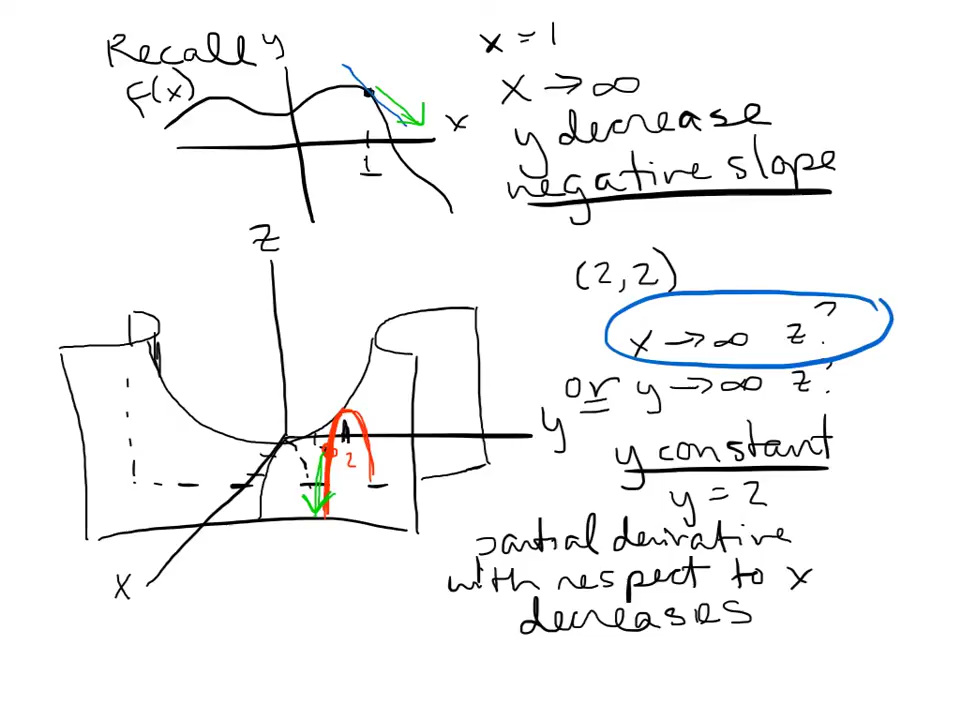 Recall y
f(x)
x
1
x = 1
x → ∞
y decrease
negative slope
z
(2,2)
x → ∞ z?
or y → ∞ z?
y
2
y constant
y = 2
x
partial derivative
with respect to x
decreases